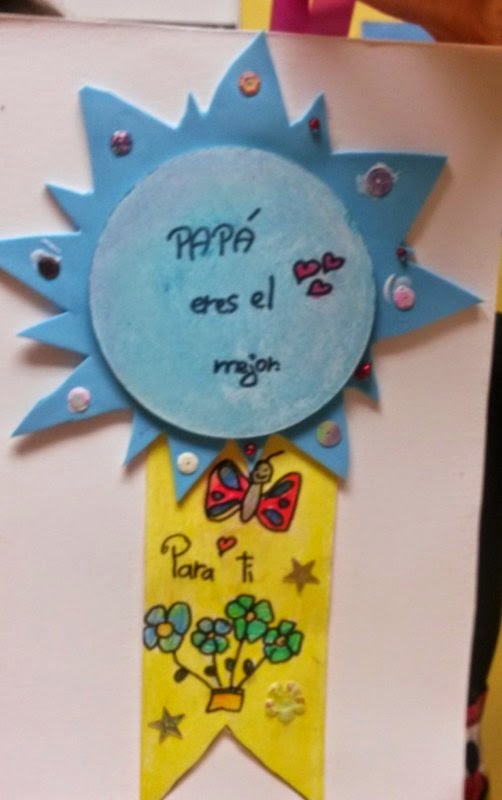 PAPÁ
eres el
mejor
Para ti